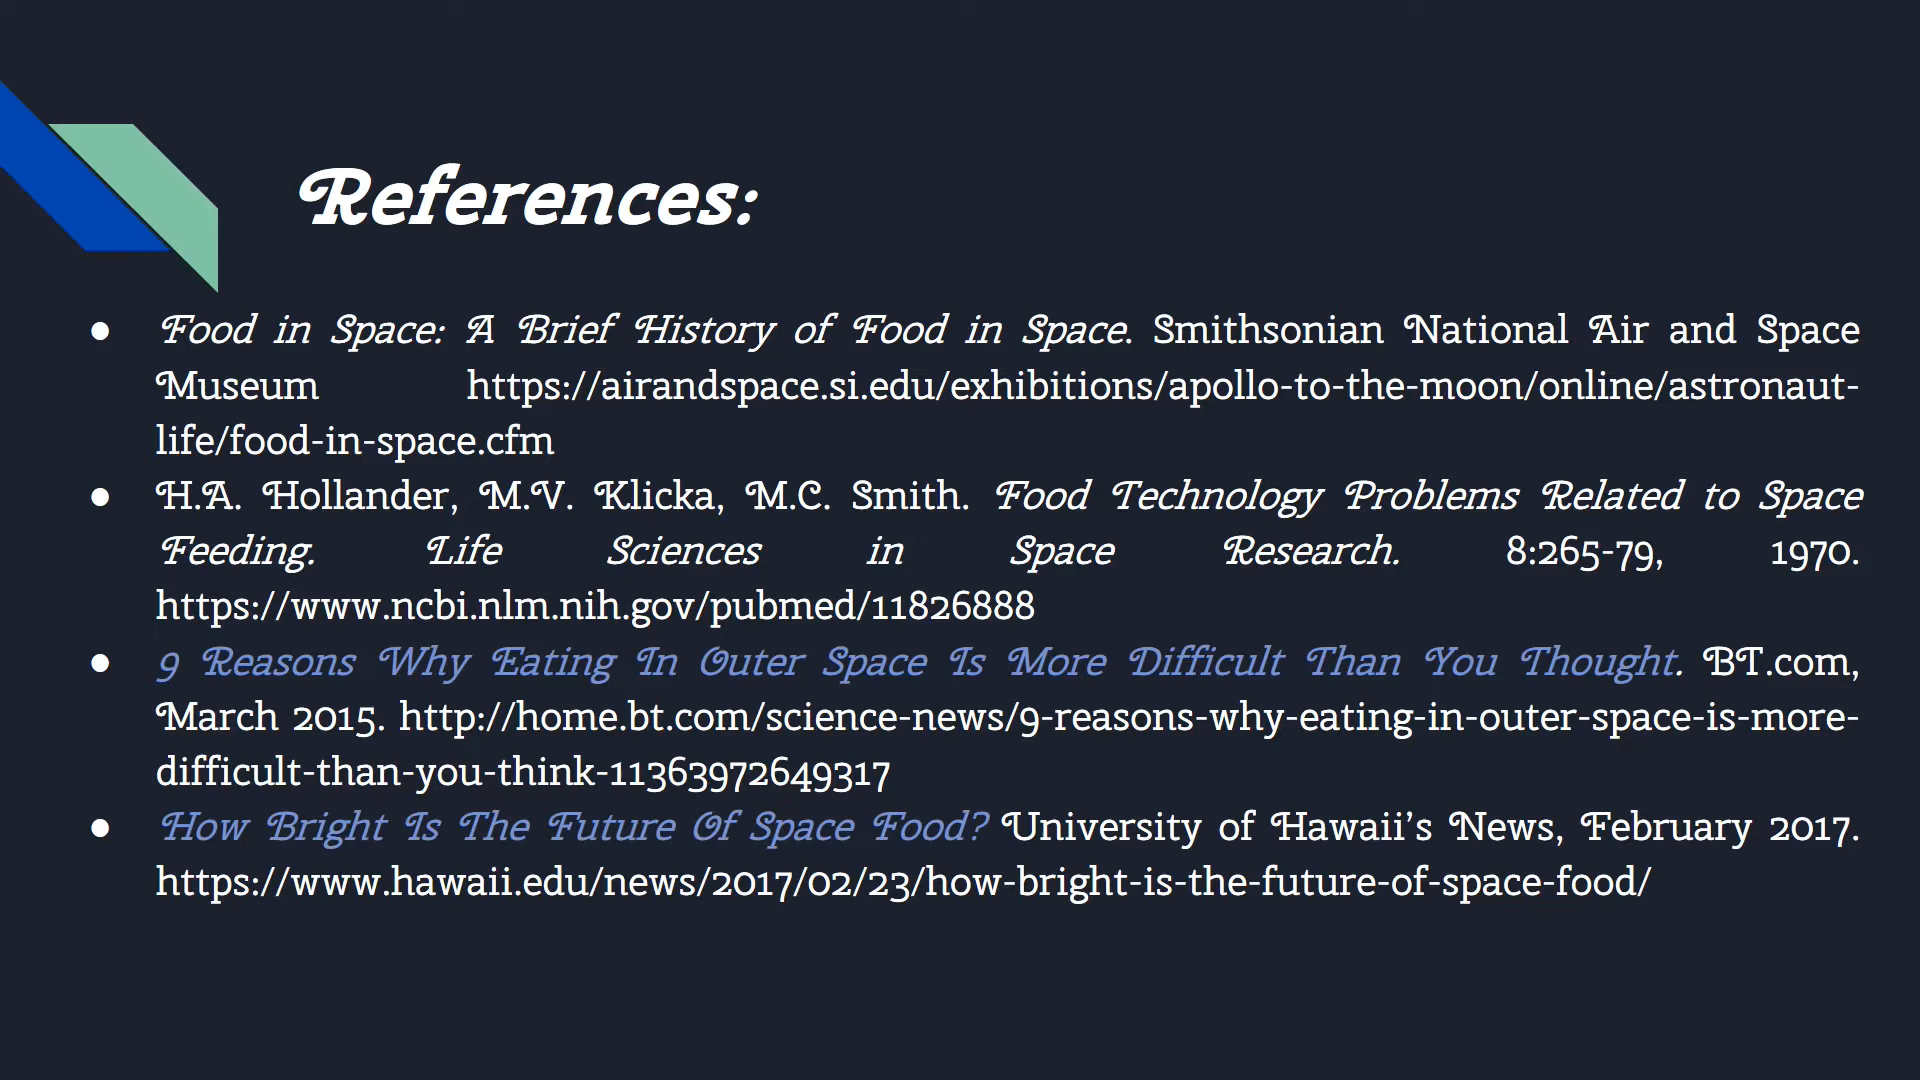 References:
● Food in Space: A Brief History of Food in Space. Smithsonian National Air and Space
Museum https://airandspace.si.edu/exhibitions/apollo-to-the-moon/online/astronaut-
life/food-in-space.cfm
● H.A. Hollander, M.V. Klicka, M.C. Smith. Food Technology Problems Related to Space
Feeding. Life Sciences in Space Research. 8:265-79, 1970.
https://www.ncbi.nlm.nih.gov/pubmed/11826888
● 9 Reasons Why Eating In Outer Space Is More Difficult Than You Thought. BT.com,
March 2015. http://home.bt.com/science-news/9-reasons-why-eating-in-outer-space-is-more-
difficult-than-you-think-11363972649317
● How Bright Is The Future Of Space Food? University of Hawaii’s News, February 2017.
https://www.hawaii.edu/news/2017/02/23/how-bright-is-the-future-of-space-food/